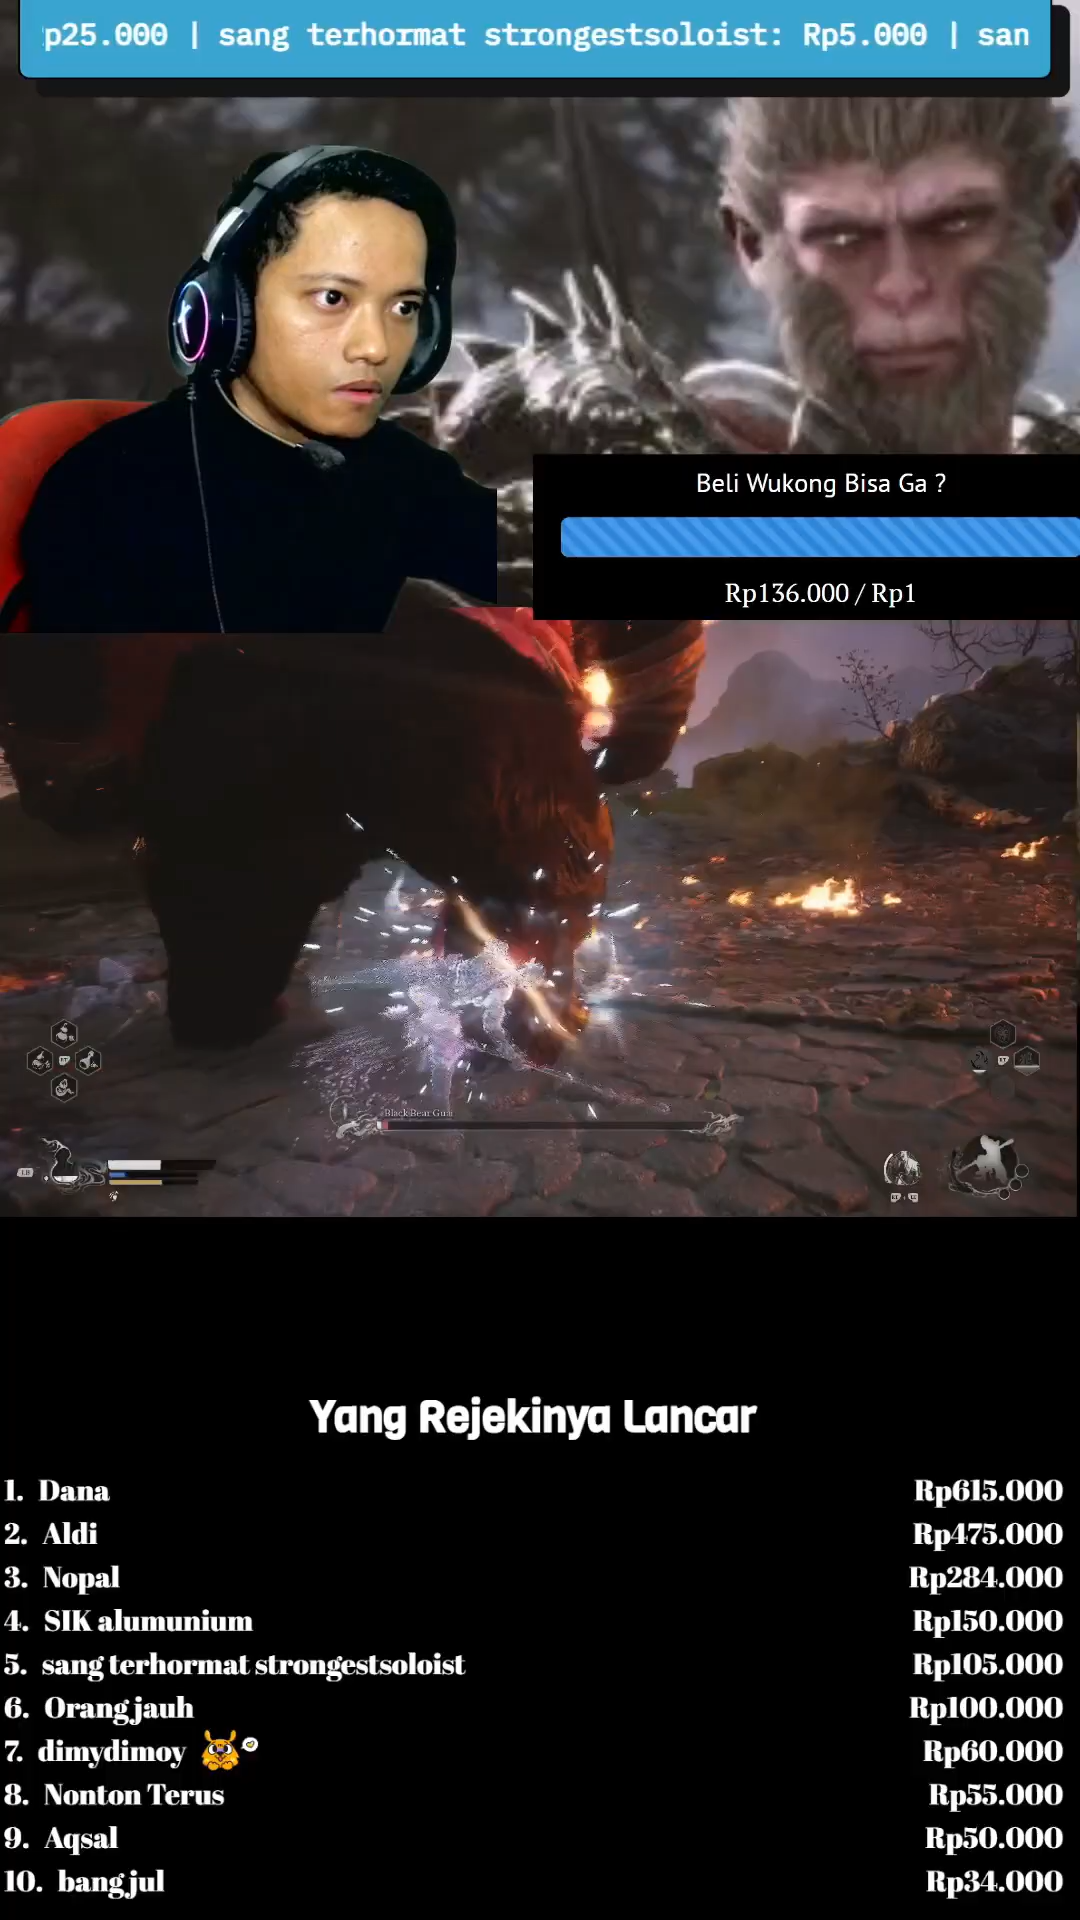 p25.000 | sang terhormat strongestsoloist: Rp5.000 | san
Beli Wukong Bisa Ga ?
Rp136.000 / Rp1
Black Bear Guai
LB
Yang Rejekinya Lancar
1. Dana Rp615.000
2. Aldi Rp475.000
3. Nopal Rp284.000
4. SIK alumunium Rp150.000
5. sang terhormat strongestsoloist Rp105.000
6. Orang jauh Rp100.000
7. dimydimoy Rp60.000
8. Nonton Terus Rp55.000
9. Aqsal Rp50.000
10. bang jul Rp34.000